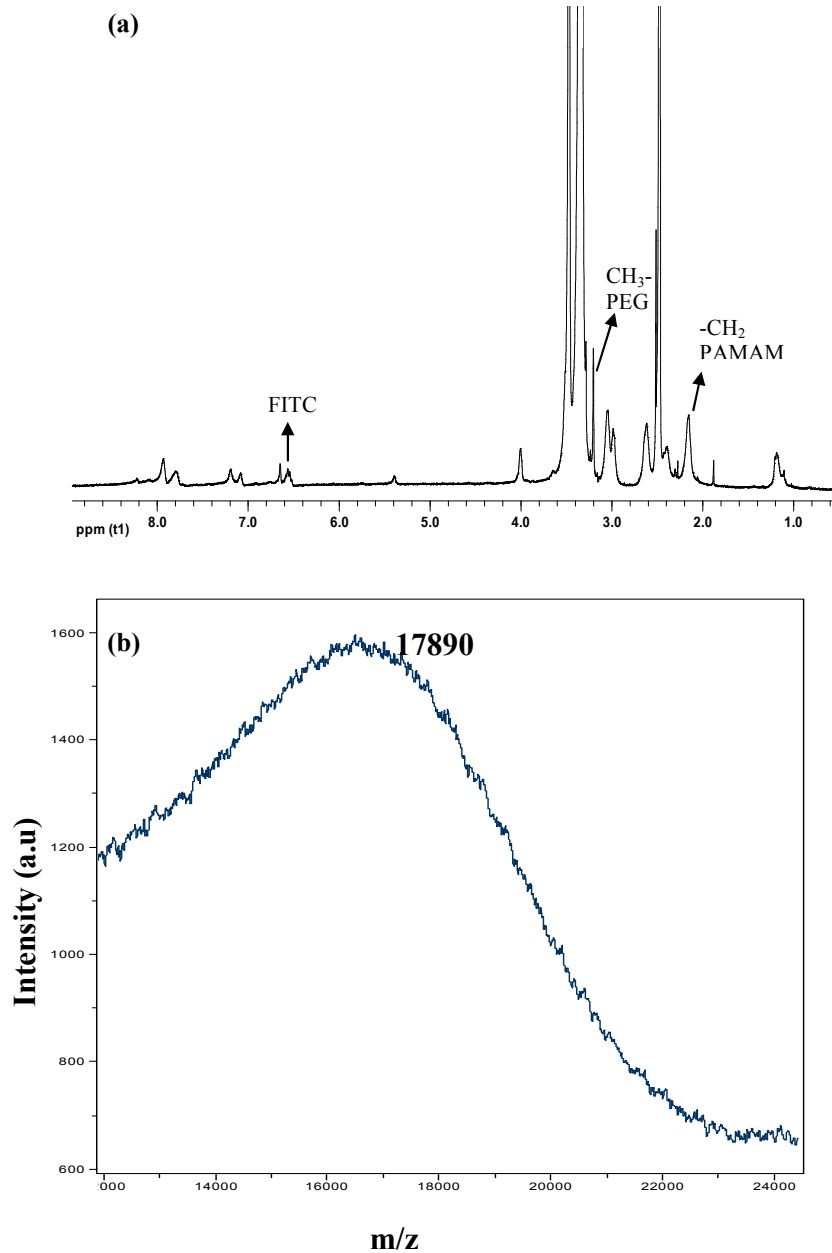 (a)
CH₃-
PEG
-CH₂
PAMAM
FITC
8.0 7.0 6.0 5.0 4.0 3.0 2.0 1.0
ppm (t1)
(b)
17890
1600
1400
1200
1000
800
600
Intensity (a.u)
!000 14000 16000 18000 20000 22000 24000
m/z